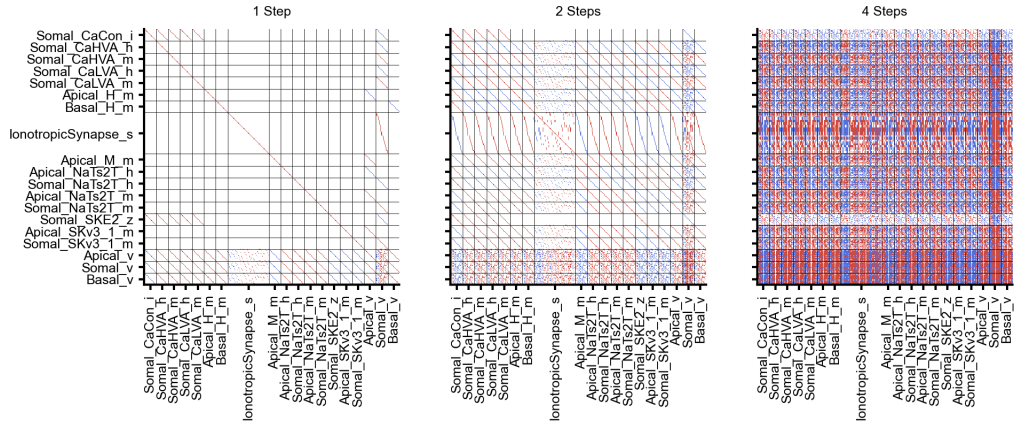 1 Step
2 Steps
4 Steps
Somal_CaCon_i
Somal_CaHVA_h
Somal_CaHVA_m
Somal_CaLVA_h
Somal_CaLVA_m
Apical_H_m
Basal_H_m
IonotropicSynapse_s
Apical_M_m
Apical_NaTs2T_h
Somal_NaTs2T_h
Apical_NaTs2T_m
Somal_NaTs2T_m
Somal_SKE2_z
Apical_SKv3_1_m
Somal_SKv3_1_m
Apical_v
Somal_v
Basal_v
Somal_CaCon_i
Somal_CaHVA_h
Somal_CaHVA_m
Somal_CaLVA_h
Somal_CaLVA_m
Apical_H_m
Basal_H_m
IonotropicSynapse_s
Apical_M_m
Apical_NaTs2T_h
Somal_NaTs2T_h
Apical_NaTs2T_m
Somal_NaTs2T_m
Somal_SKE2_z
Apical_SKv3_1_m
Somal_SKv3_1_m
Apical_v
Somal_v
Basal_v
Somal_CaCon_i
Somal_CaHVA_h
Somal_CaHVA_m
Somal_CaLVA_h
Somal_CaLVA_m
Apical_H_m
Basal_H_m
IonotropicSynapse_s
Apical_M_m
Apical_NaTs2T_h
Somal_NaTs2T_h
Apical_NaTs2T_m
Somal_NaTs2T_m
Somal_SKE2_z
Apical_SKv3_1_m
Somal_SKv3_1_m
Apical_v
Somal_v
Basal_v
Somal_CaCon_i
Somal_CaHVA_h
Somal_CaHVA_m
Somal_CaLVA_h
Somal_CaLVA_m
Apical_H_m
Basal_H_m
IonotropicSynapse_s
Apical_M_m
Apical_NaTs2T_h
Somal_NaTs2T_h
Apical_NaTs2T_m
Somal_NaTs2T_m
Somal_SKE2_z
Apical_SKv3_1_m
Somal_SKv3_1_m
Apical_v
Somal_v
Basal_v